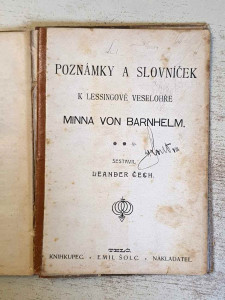 POZNÁMKY A SLOVNÍČEK
K LESSINGOVĚ VESELOHŘE
MINNA VON BARNHELM.
SESTAVIL
LEANDER ČECH.
TELČ
KNIHKUPEC. EMIL ŠOLC. NAKLADATEL.